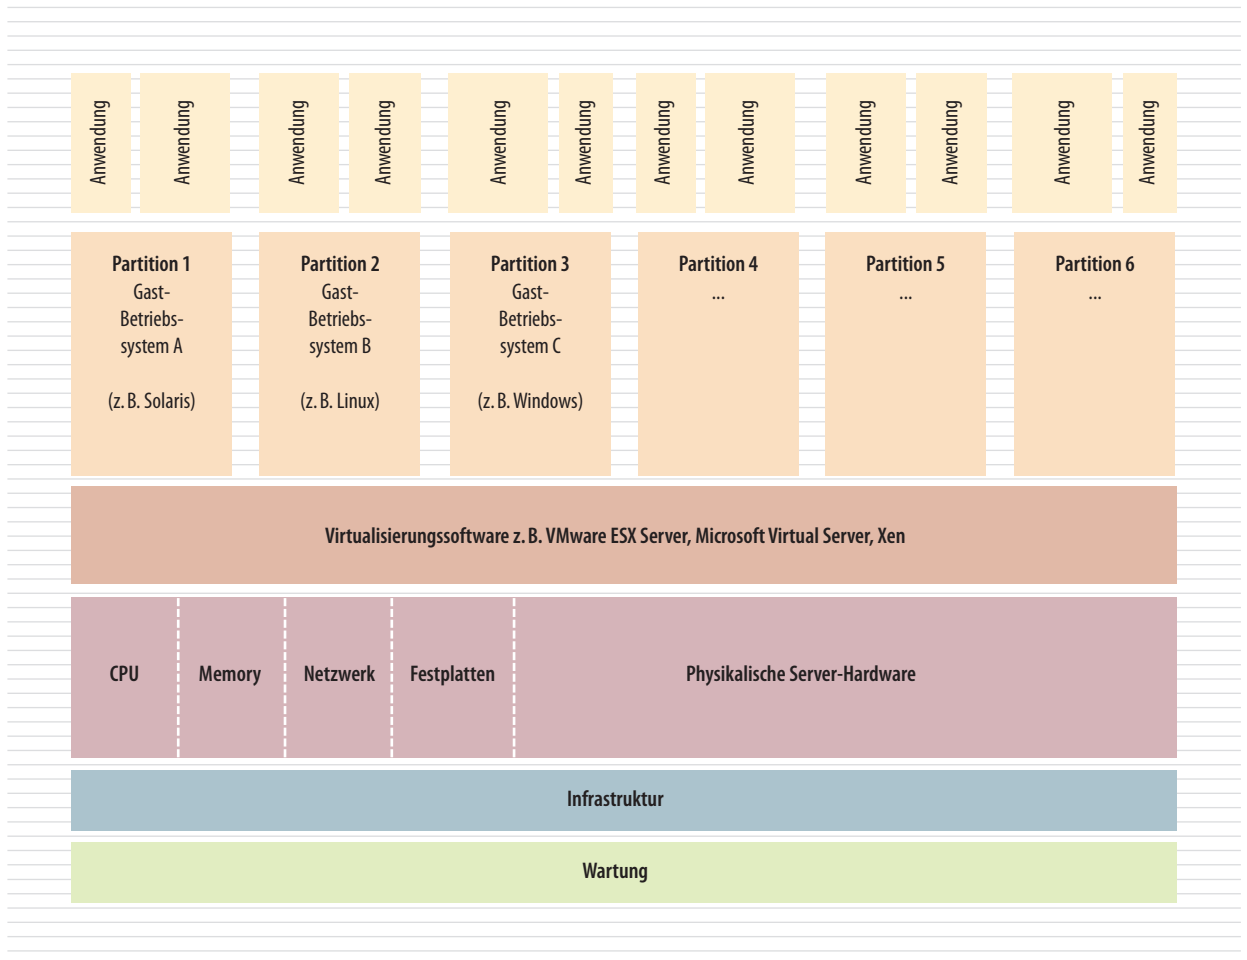 Anwendung
Anwendung
Anwendung
Anwendung
Anwendung
Anwendung
Anwendung
Anwendung
Anwendung
Anwendung
Anwendung
Anwendung
Partition 1
Gast-
Betriebs-
system A
(z. B. Solaris)
Partition 2
Gast-
Betriebs-
system B
(z. B. Linux)
Partition 3
Gast-
Betriebs-
system C
(z. B. Windows)
Partition 4
...
Partition 5
...
Partition 6
...
Virtualisierungssoftware z. B. VMware ESX Server, Microsoft Virtual Server, Xen
CPU
Memory
Netzwerk
Festplatten
Physikalische Server-Hardware
Infrastruktur
Wartung